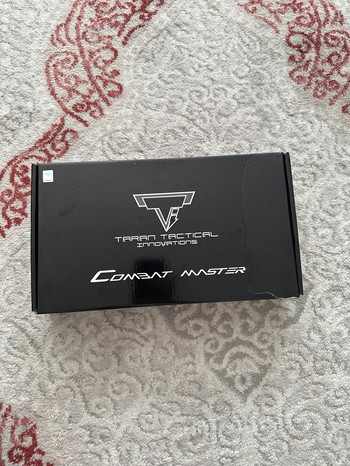 TARAN TACTICAL
INNOVATIONS
COMBAT MASTER